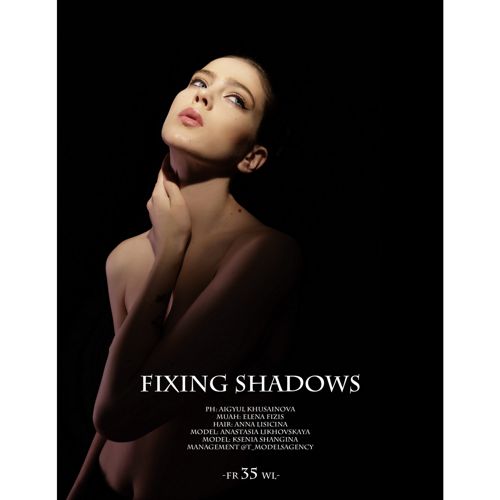 FIXING SHADOWS
PH: AIGYUL KHUSAINOVA
MUAH: ELENA FIZIS
HAIR: ANNA LISICINA
MODEL: ANASTASIA LIKHOVSKAYA
MODEL: KSENIA SHANGINA
MANAGEMENT @T_MODELSAGENCY
-FR 35 WL-